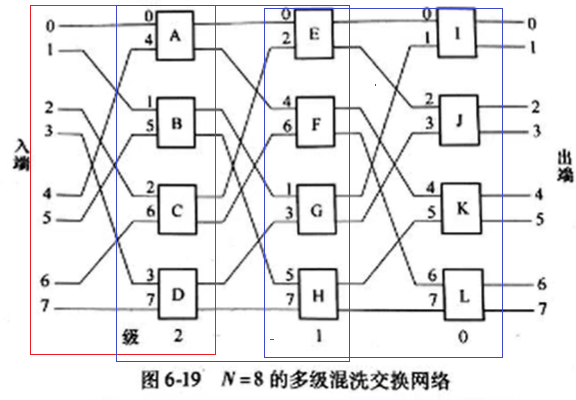 0 0 A 0 E 0 I 0
1 4 2 1 1
2 1 B 4 F 2 J 2
3 5 6 3 3
入端 出端
4 2 C 1 G 4 K 4
5 6 3 5 5
6 3 D 5 H 6 L 6
7 7 7 7 7
级 2 1 0
图 6-19 N=8 的多级混洗交换网络